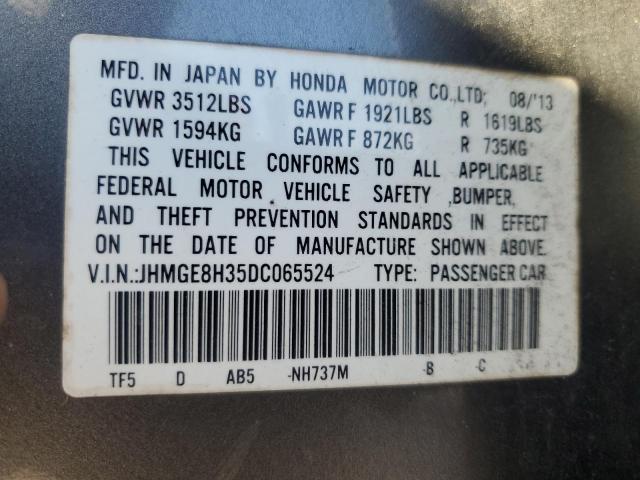 MFD. IN JAPAN BY HONDA MOTOR CO.,LTD; 08/'13
GVWR 3512LBS GAWR F 1921LBS R 1619LBS
GVWR 1594KG GAWR F 872KG R 735KG
THIS VEHICLE CONFORMS TO ALL APPLICABLE
FEDERAL MOTOR VEHICLE SAFETY ,BUMPER,
AND THEFT PREVENTION STANDARDS IN EFFECT
ON THE DATE OF MANUFACTURE SHOWN ABOVE.
V.I.N.:JHMGE8H35DC065524 TYPE: PASSENGER CAR
TF5 D AB5 -NH737M -B -C